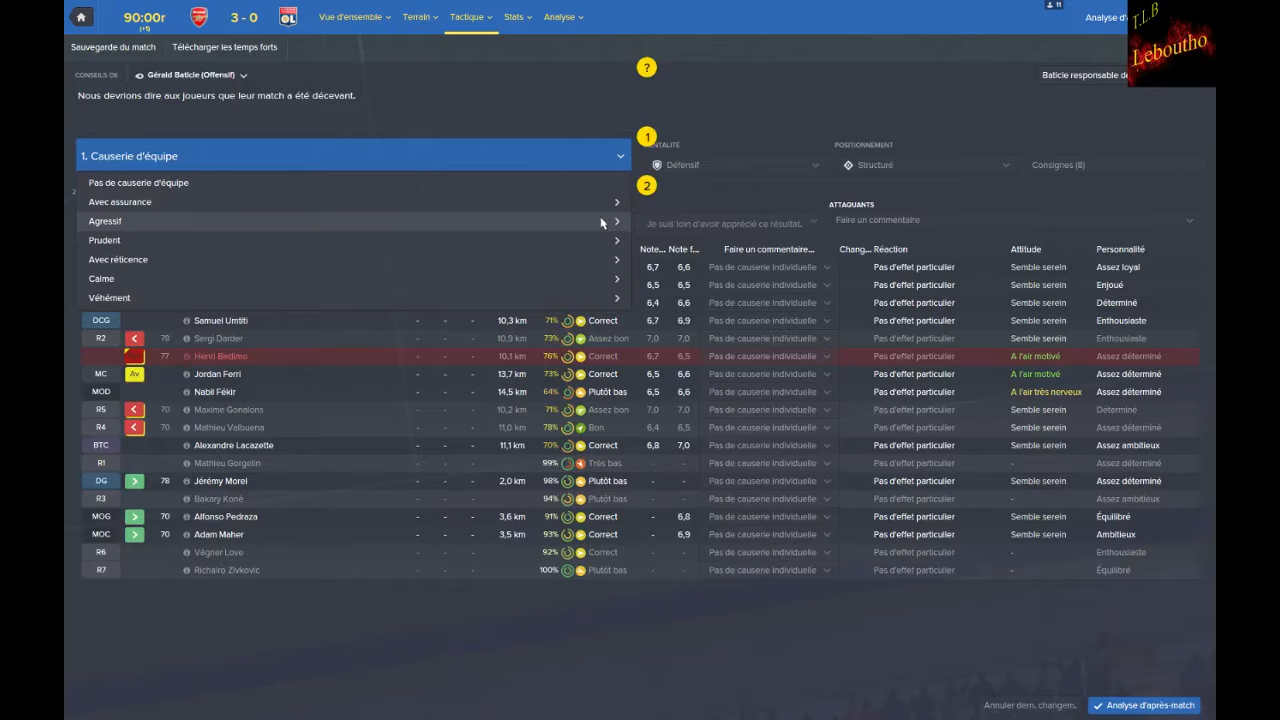 90:00r 3 - 0 OL Vue d'ensemble Terrain Tactique Stats Analyse 11 Analyse d'
(+1)
T.L.B
Leboutho
Sauvegarde du match Télécharger les temps forts
CONSEILS DE Gérald Baticle (Offensif) ? Baticle responsable de
Nous devrions dire aux joueurs que leur match a été décevant.
1
NTALITÉ POSITIONNEMENT
1. Causerie d'équipe Défensif Structuré Consignes (8)
Pas de causerie d'équipe 2
Avec assurance ATTAQUANTS
Agressif Je suis loin d'avoir apprécié ce résultat. Faire un commentaire
Prudent
Note... Note f... Faire un commentaire... Chang... Réaction Attitude Personnalité
Avec réticence 6,7 6,6 Pas de causerie individuelle Pas d'effet particulier Semble serein Assez loyal
Calme 6,5 6,5 Pas de causerie individuelle Pas d'effet particulier Semble serein Enjoué
Véhément 6,4 6,6 Pas de causerie individuelle Pas d'effet particulier Semble serein Déterminé
DCG Samuel Umtiti - - - 10,3 km 71% Correct 6,7 6,9 Pas de causerie individuelle Pas d'effet particulier Semble serein Enthousiaste
R2 78 Sergi Darder - - - 10,9 km 73% Assez bon 7,0 7,0 Pas de causerie individuelle Pas d'effet particulier Semble serein Enthousiaste
77 Henri Bedimo - - - 10,1 km 76% Correct 6,7 6,5 Pas de causerie individuelle Pas d'effet particulier A l'air motivé Assez déterminé
MC Av Jordan Ferri - - - 13,7 km 73% Correct 6,5 6,6 Pas de causerie individuelle Pas d'effet particulier A l'air motivé Assez déterminé
MOD Nabil Fékir - - - 14,5 km 64% Plutôt bas 6,5 6,6 Pas de causerie individuelle Pas d'effet particulier A l'air très nerveux Assez déterminé
R5 70 Maxime Gonalons - - - 10,2 km 71% Assez bon 7,0 7,0 Pas de causerie individuelle Pas d'effet particulier Semble serein Déterminé
R4 70 Mathieu Valbuena - - - 11,0 km 78% Bon 6,4 6,5 Pas de causerie individuelle Pas d'effet particulier Semble serein Assez déterminé
BTC Alexandre Lacazette - - - 11,1 km 70% Correct 6,8 7,0 Pas de causerie individuelle Pas d'effet particulier Semble serein Assez ambitieux
R1 Mathieu Gorgelin - - - 99% Très bas - - Pas de causerie individuelle Pas d'effet particulier - Assez déterminé
DG 78 Jérémy Morel - - - 2,0 km 98% Plutôt bas - - Pas de causerie individuelle Pas d'effet particulier Semble serein Assez déterminé
R3 Bakary Koné - - - 94% Plutôt bas - - Pas de causerie individuelle Pas d'effet particulier - Assez ambitieux
MOG 70 Alfonso Pedraza - - - 3,6 km 91% Correct - 6,8 Pas de causerie individuelle Pas d'effet particulier Semble serein Équilibré
MOC 70 Adam Maher - - - 3,5 km 93% Correct - 6,9 Pas de causerie individuelle Pas d'effet particulier Semble serein Ambitieux
R6 Vágner Love - - - 92% Correct - - Pas de causerie individuelle Pas d'effet particulier - Enthousiaste
R7 Richairo Zivkovic - - - 100% Plutôt bas - - Pas de causerie individuelle Pas d'effet particulier - Équilibré
Annuler dern. changem. Analyse d'après-match